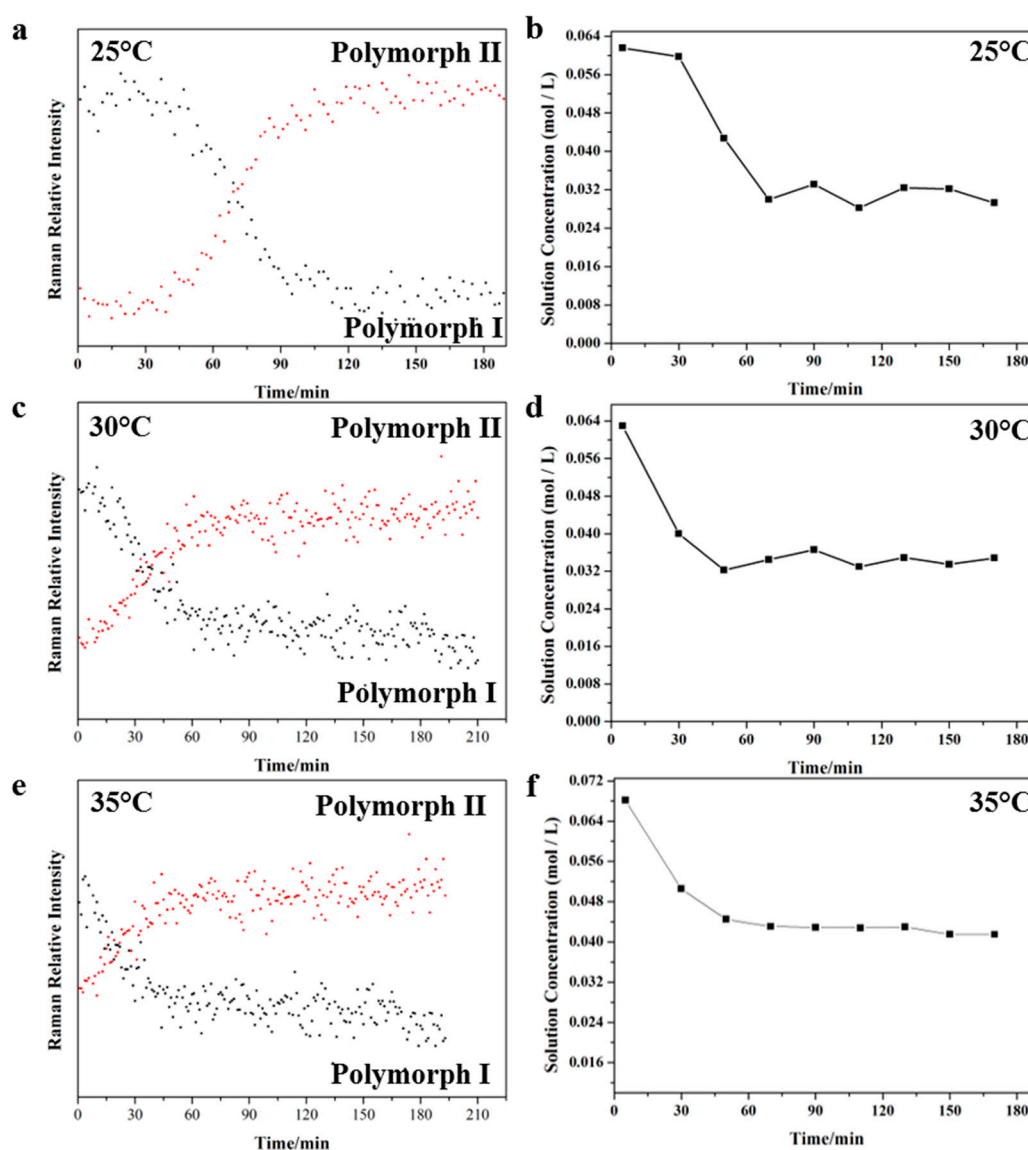 a
25°C
Polymorph II
Raman Relative Intensity
Polymorph I
0 30 60 90 120 150 180
Time/min
b
25°C
Solution Concentration (mol / L)
0.064
0.056
0.048
0.040
0.032
0.024
0.016
0.008
0.000
0 30 60 90 120 150 180
Time/min
c
30°C
Polymorph II
Raman Relative Intensity
Polymorph I
0 30 60 90 120 150 180 210
Time/min
d
30°C
Solution Concentration (mol / L)
0.064
0.056
0.048
0.040
0.032
0.024
0.016
0.008
0.000
0 30 60 90 120 150 180
Time/min
e
35°C
Polymorph II
Raman Relative Intensity
Polymorph I
0 30 60 90 120 150 180 210
Time/min
f
35°C
Solution Concentration (mol / L)
0.072
0.064
0.056
0.048
0.040
0.032
0.024
0.016
0 30 60 90 120 150 180
Time/min